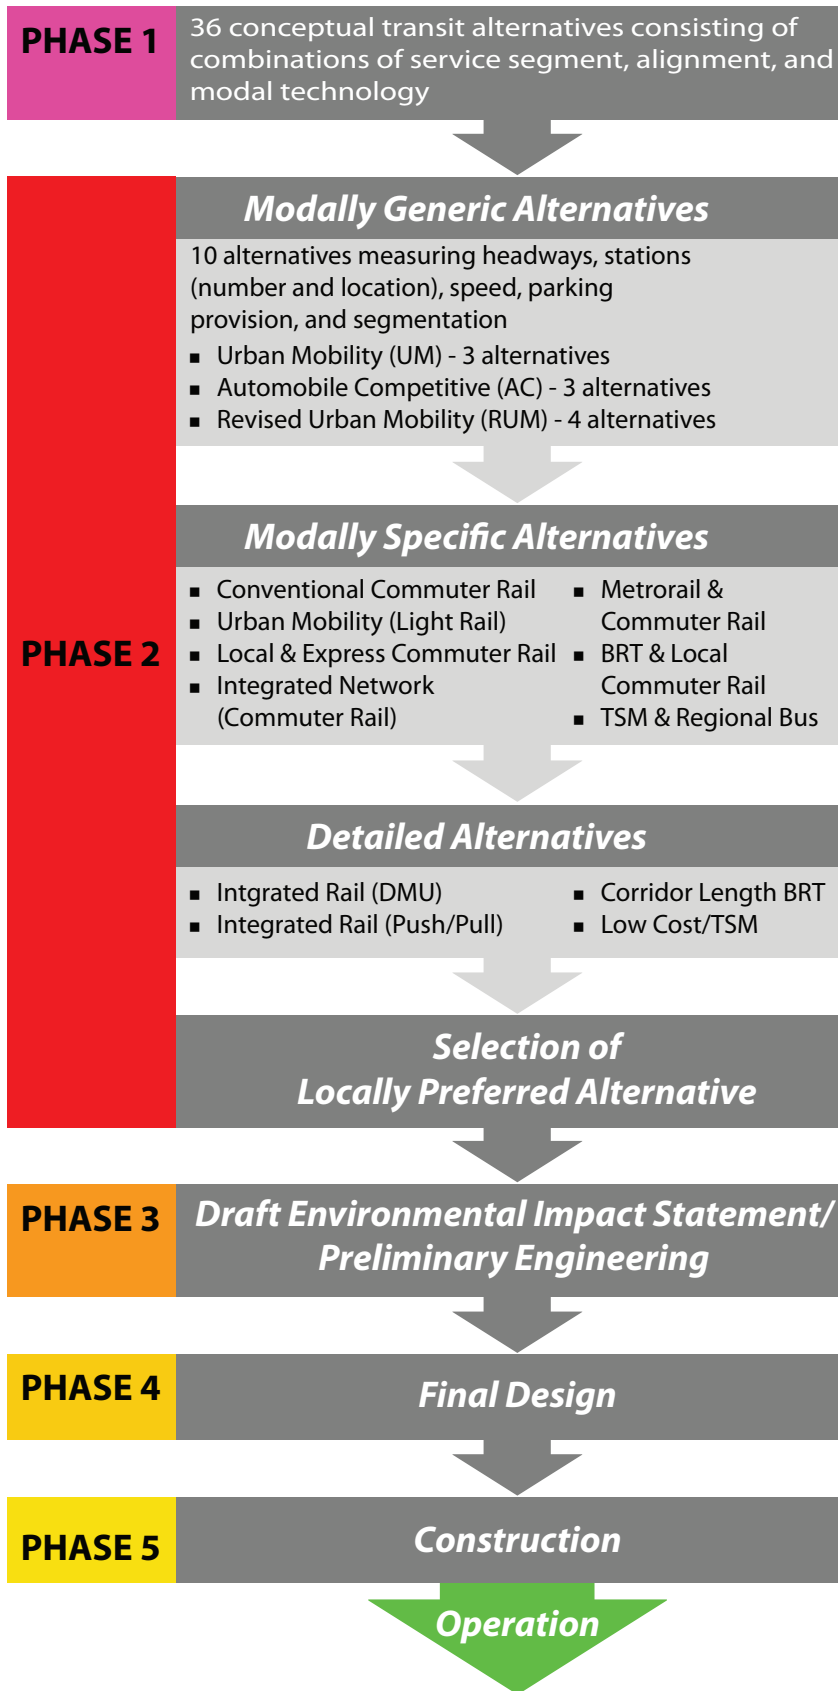 PHASE 1
36 conceptual transit alternatives consisting of
combinations of service segment, alignment, and
modal technology
PHASE 2
Modally Generic Alternatives
10 alternatives measuring headways, stations
(number and location), speed, parking
provision, and segmentation
▪ Urban Mobility (UM) - 3 alternatives
▪ Automobile Competitive (AC) - 3 alternatives
▪ Revised Urban Mobility (RUM) - 4 alternatives
Modally Specific Alternatives
▪ Conventional Commuter Rail
▪ Urban Mobility (Light Rail)
▪ Local & Express Commuter Rail
▪ Integrated Network
(Commuter Rail)
▪ Metrorail &
Commuter Rail
▪ BRT & Local
Commuter Rail
▪ TSM & Regional Bus
Detailed Alternatives
▪ Intgrated Rail (DMU)
▪ Integrated Rail (Push/Pull)
▪ Corridor Length BRT
▪ Low Cost/TSM
Selection of
Locally Preferred Alternative
PHASE 3
Draft Environmental Impact Statement/
Preliminary Engineering
PHASE 4
Final Design
PHASE 5
Construction
Operation